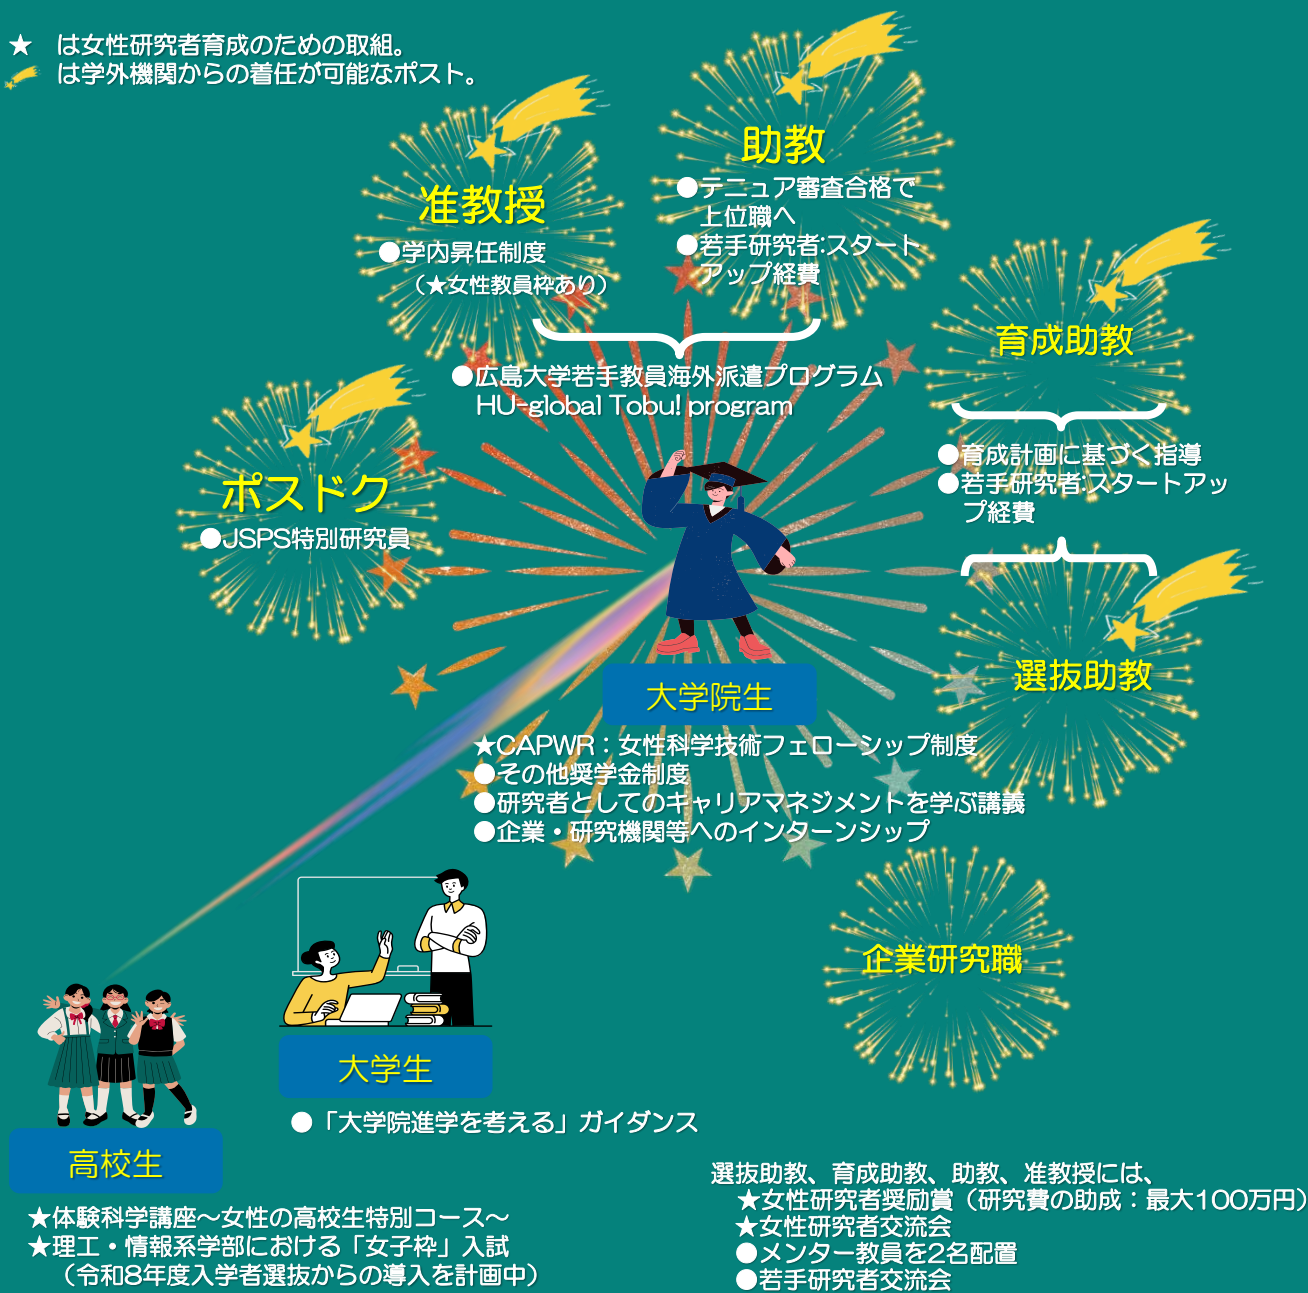 ★　は女性研究者育成のための取組。
は学外機関からの着任が可能なポスト。
助教
●テニュア審査合格で
上位職へ
●若手研究者:スタート
アップ経費
准教授
●学内昇任制度
（★女性教員枠あり）
●広島大学若手教員海外派遣プログラム
HU-global Tobu! program
育成助教
●育成計画に基づく指導
●若手研究者:スタートアッ
プ経費
選抜助教
ポスドク
●JSPS特別研究員
大学院生
★CAPWR：女性科学技術フェローシップ制度
●その他奨学金制度
●研究者としてのキャリアマネジメントを学ぶ講義
●企業・研究機関等へのインターンシップ
企業研究職
大学生
●「大学院進学を考える」ガイダンス
高校生
★体験科学講座～女性の高校生特別コース～
★理工・情報系学部における「女子枠」入試
（令和8年度入学者選抜からの導入を計画中）
選抜助教、育成助教、助教、准教授には、
★女性研究者奨励賞（研究費の助成：最大100万円）
★女性研究者交流会
●メンター教員を2名配置
●若手研究者交流会